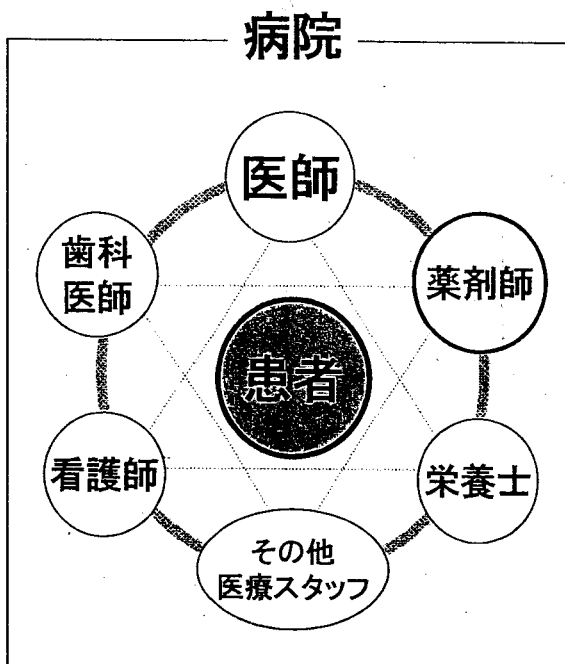 病院
医師
歯科
医師
薬剤師
患者
看護師
栄養士
その他
医療スタッフ